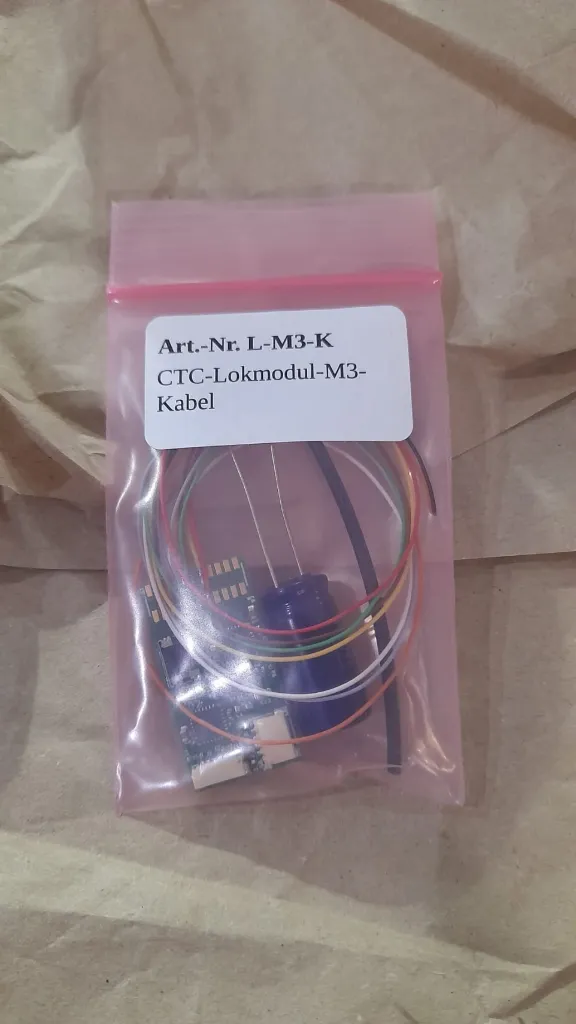 Art.-Nr. L-M3-K
CTC-Lokmodul-M3-
Kabel